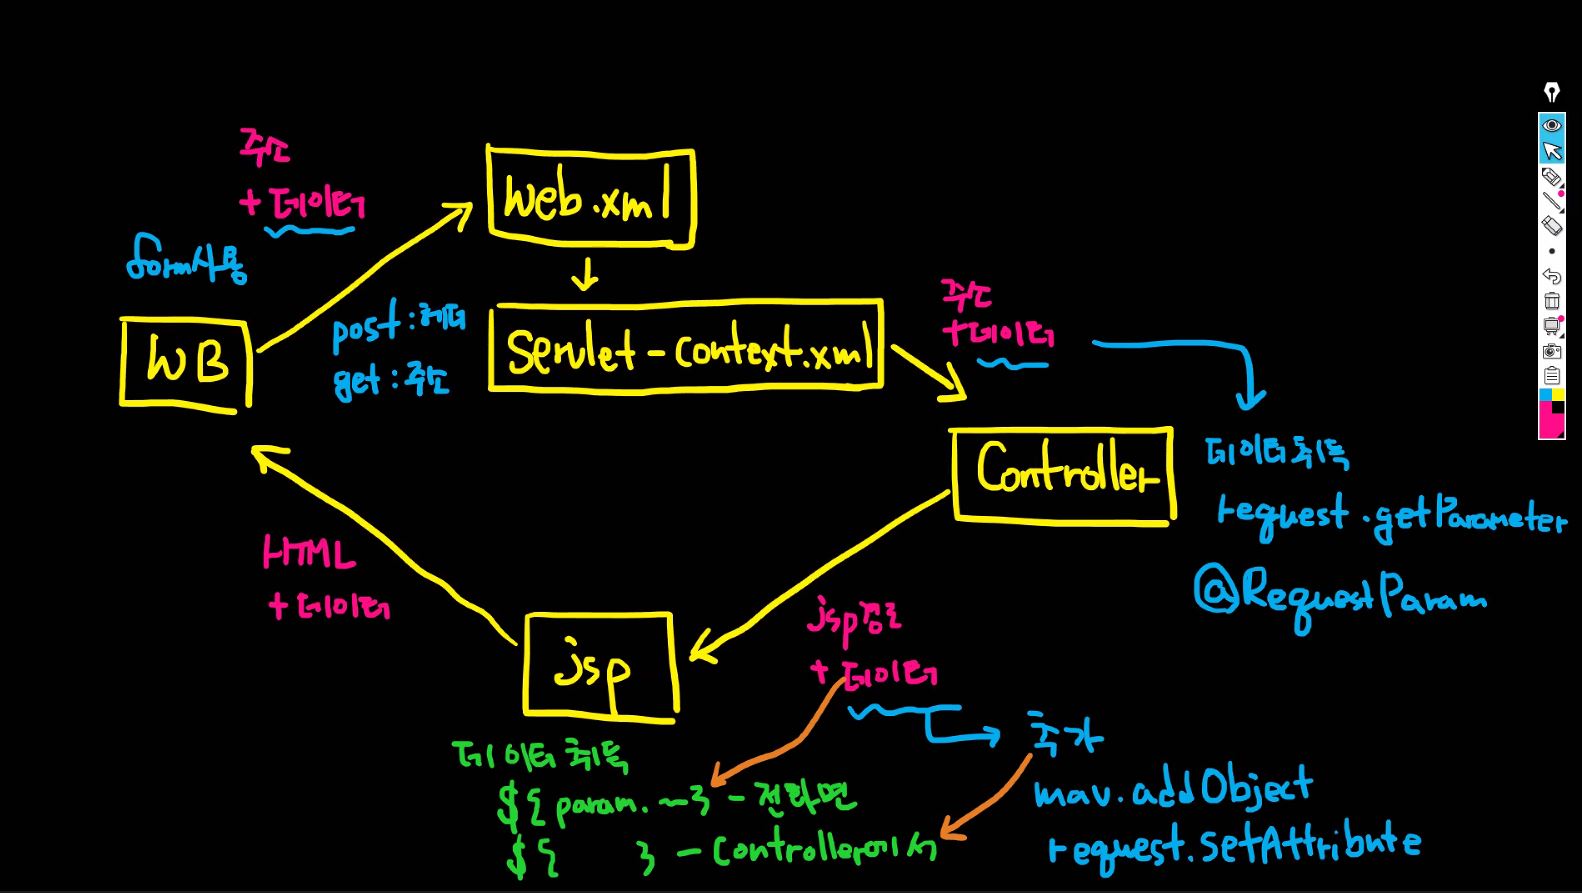 주소
+ 데이터
form사용
WB
web.xml
post : 헤더
get : 주소
Servlet-context.xml
주소
+데이터
Controller
데이터 취득
request.getParameter
@RequestParam
HTML
+ 데이터
jsp
jsp경로
+ 데이터
추가
mav.addObject
request.setAttribute
데이터 취득
${param.~} - 전화면
${ } - Controller에서